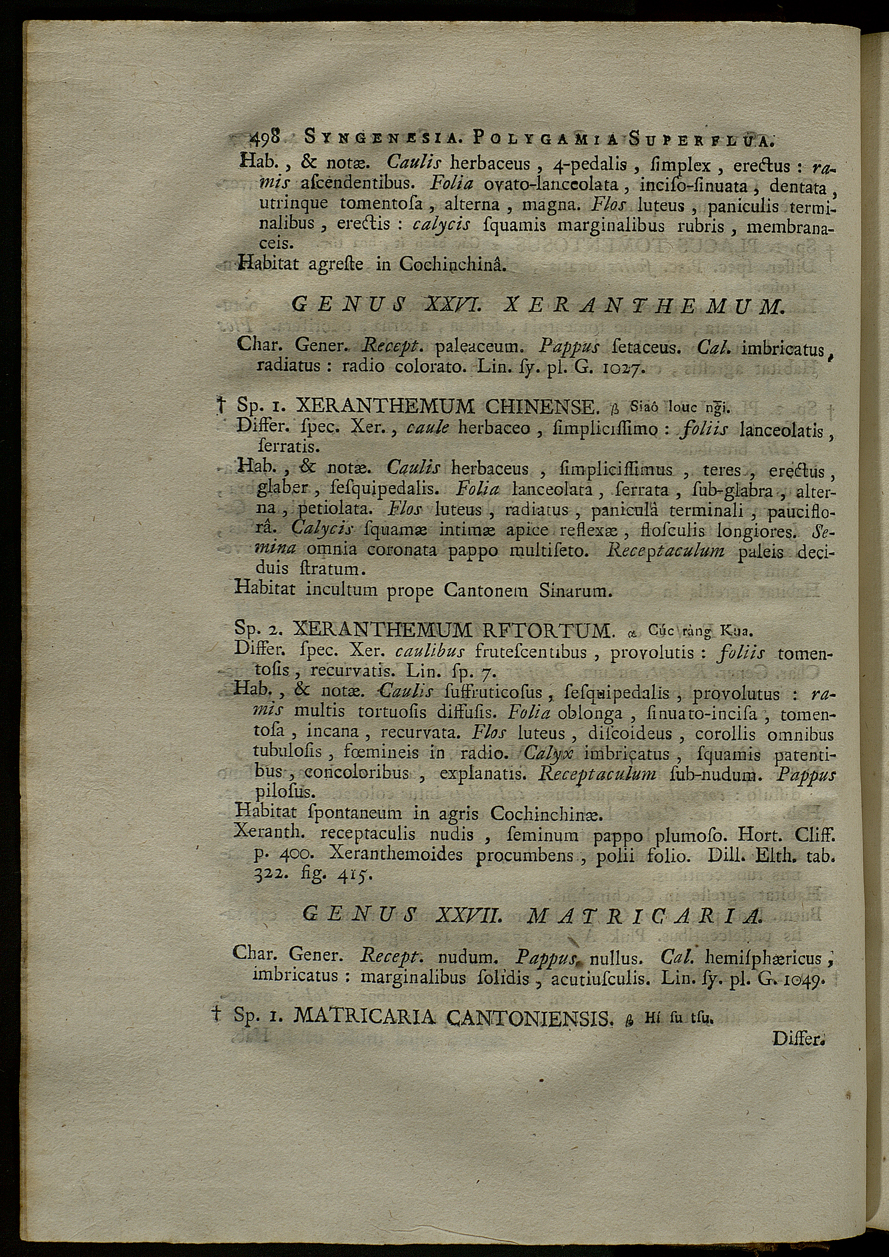 498 SYNGENESIA. POLYGAMIA SUPERFLUA.
Hab. , & notæ. Caulis herbaceus , 4-pedalis , ſimplex , erectus : ra-
mis aſcendentibus. Folia ovato-lanceolata , inciſo-ſinuata , dentata ,
utrinque tomentoſa , alterna , magna. Flos luteus , paniculis termi-
nalibus , erectis : calycis ſquamis marginalibus rubris , membrana-
ceis.
Habitat agreſte in Cochinchinâ.
GENUS XXVI. XERANTHEMUM.
Char. Gener. Recept. paleaceum. Pappus ſetaceus. Cal. imbricatus,
radiatus : radio colorato. Lin. ſy. pl. G. 1027.
† Sp. 1. XERANTHEMUM CHINENSE. β Siaó louc ngi.
Differ. ſpec. Xer. , caule herbaceo , ſimpliciſſimo : foliis lanceolatis ,
ſerratis.
Hab. , & notæ. Caulis herbaceus , ſimpliciſſimus , teres , erectus ,
glaber , ſeſquipedalis. Folia lanceolata , ſerrata , ſub-glabra , alter-
na , petiolata. Flos luteus , radiatus , paniculâ terminali , pauciflo-
râ. Calycis ſquamæ intimæ apice reflexæ , floſculis longiores. Se-
mina omnia coronata pappo multiſeto. Receptaculum paleis deci-
duis ſtratum.
Habitat incultum prope Cantonem Sinarum.
Sp. 2. XERANTHEMUM RETORTUM. α Cúc ràng Kua.
Differ. ſpec. Xer. caulibus fruteſcentibus , provolutis : foliis tomen-
toſis , recurvatis. Lin. ſp. 7.
Hab. , & notæ. Caulis ſuffruticoſus , ſeſquipedalis , provolutus : ra-
mis multis tortuoſis diffuſis. Folia oblonga , ſinuato-inciſa , tomen-
toſa , incana , recurvata. Flos luteus , diſcoideus , corollis omnibus
tubuloſis , fœmineis in radio. Calyx imbricatus , ſquamis patenti-
bus , concoloribus , explanatis. Receptaculum ſub-nudum. Pappus
piloſus.
Habitat ſpontaneum in agris Cochinchinæ.
Xeranth. receptaculis nudis , ſeminum pappo plumoſo. Hort. Cliff.
p. 400. Xeranthemoides procumbens , polii folio. Dill. Elth. tab.
322. fig. 415.
GENUS XXVII. MATRICARIA.
Char. Gener. Recept. nudum. Pappus nullus. Cal. hemiſphæricus ,
imbricatus : marginalibus ſolidis , acutiuſculis. Lin. ſy. pl. G. 1049.
† Sp. 1. MATRICARIA CANTONIENSIS. β Hí ſu tſu.
Differ.